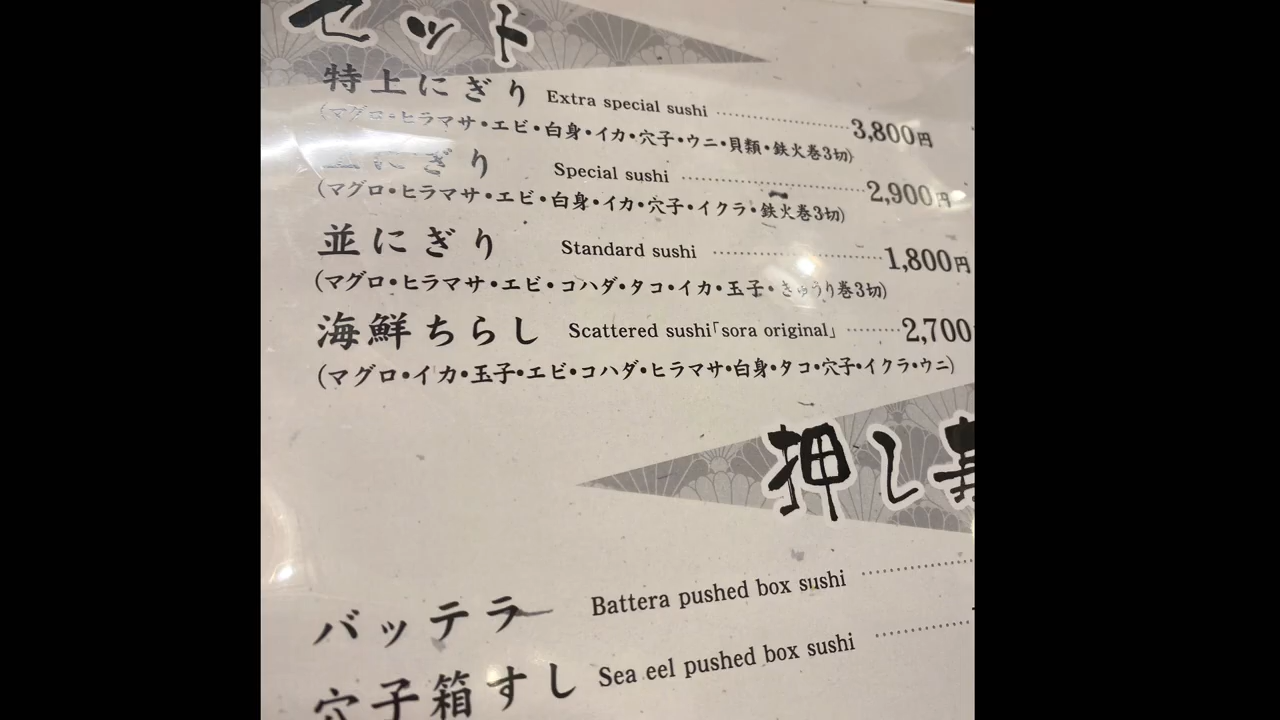 セット
特上にぎり Extra special sushi 3,800円
(マグロ・ヒラマサ・エビ・白身・イカ・穴子・ウニ・貝類・鉄火巻3切)
にぎり Special sushi 2,900円
(マグロ・ヒラマサ・エビ・白身・イカ・穴子・イクラ・鉄火巻3切)
並にぎり Standard sushi 1,800円
(マグロ・ヒラマサ・エビ・コハダ・タコ・イカ・玉子・きゅうり巻3切)
海鮮ちらし Scattered sushi「sora original」 2,700
(マグロ・イカ・玉子・エビ・コハダ・ヒラマサ・白身・タコ・穴子・イクラ・ウニ)
押し寿
バッテラ Battera pushed box sushi
穴子箱すし Sea eel pushed box sushi